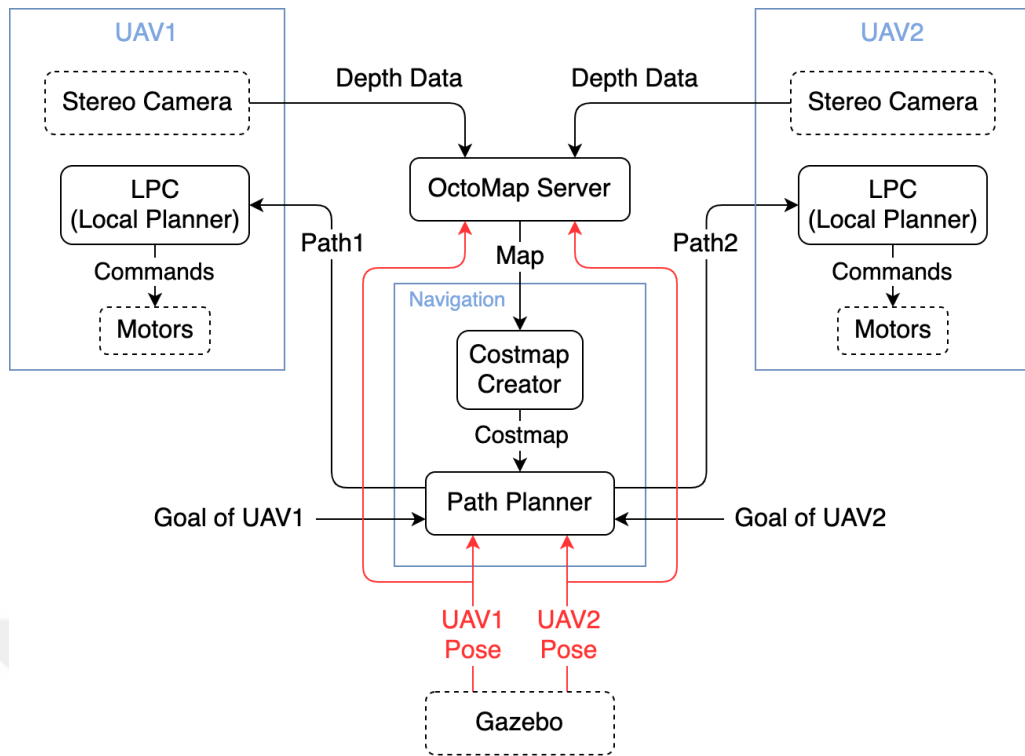 UAV1
UAV2
Stereo Camera
Depth Data
Depth Data
Stereo Camera
LPC
(Local Planner)
OctoMap Server
LPC
(Local Planner)
Path1
Map
Path2
Commands
Commands
Navigation
Motors
Motors
Costmap
Creator
Costmap
Path Planner
Goal of UAV1
Goal of UAV2
UAV1
Pose
UAV2
Pose
Gazebo